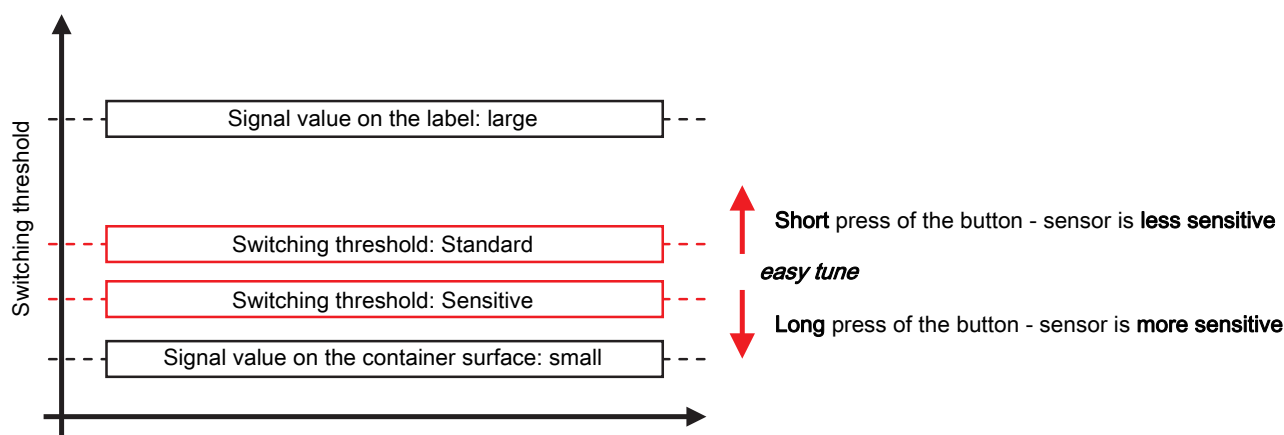 Switching threshold
Signal value on the label: large
Switching threshold: Standard
Switching threshold: Sensitive
Signal value on the container surface: small
Short press of the button - sensor is less sensitive
easy tune
Long press of the button - sensor is more sensitive